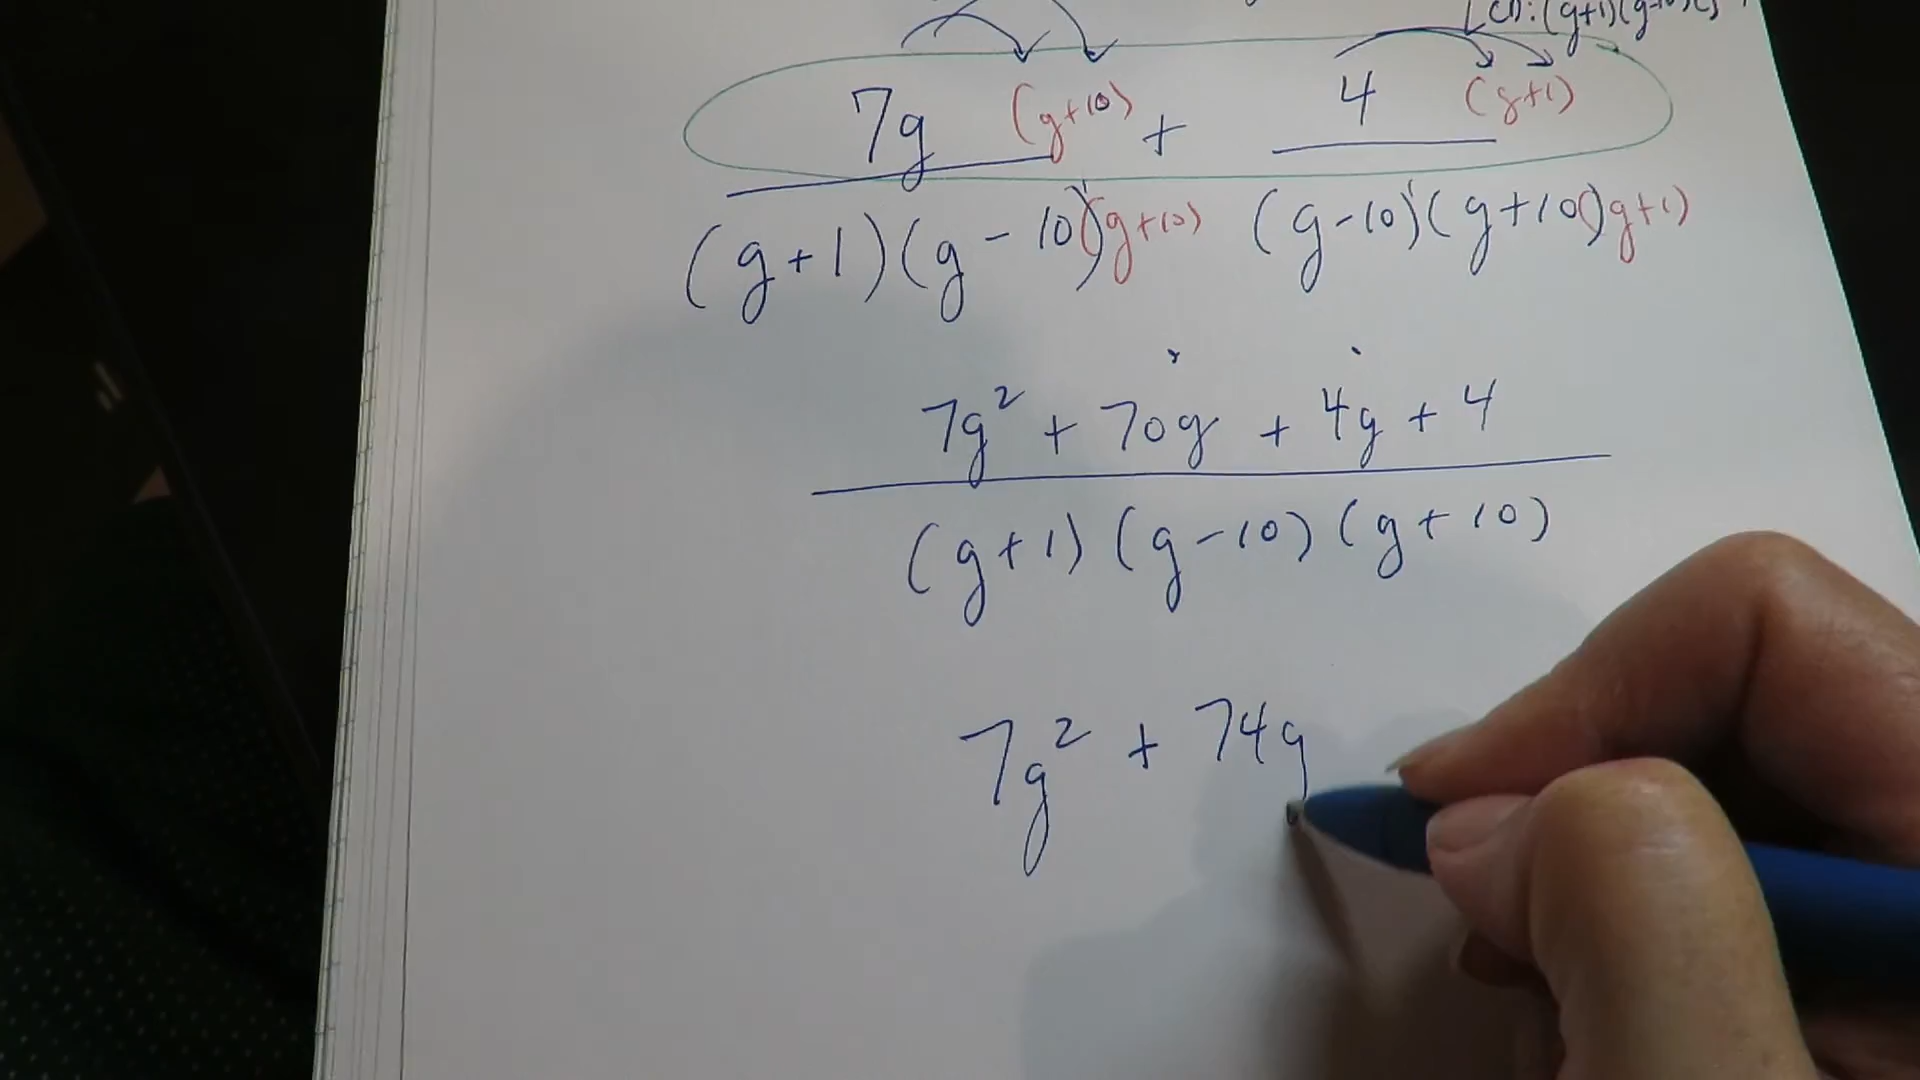 LCD: (g+1)(g-10)(g
7g (g+10) + 4 (g+1)
(g+1)(g-10)(g+10) (g-10)(g+10)(g+1)
7g² + 70g + 4g + 4
(g+1)(g-10)(g+10)
7g² + 74g